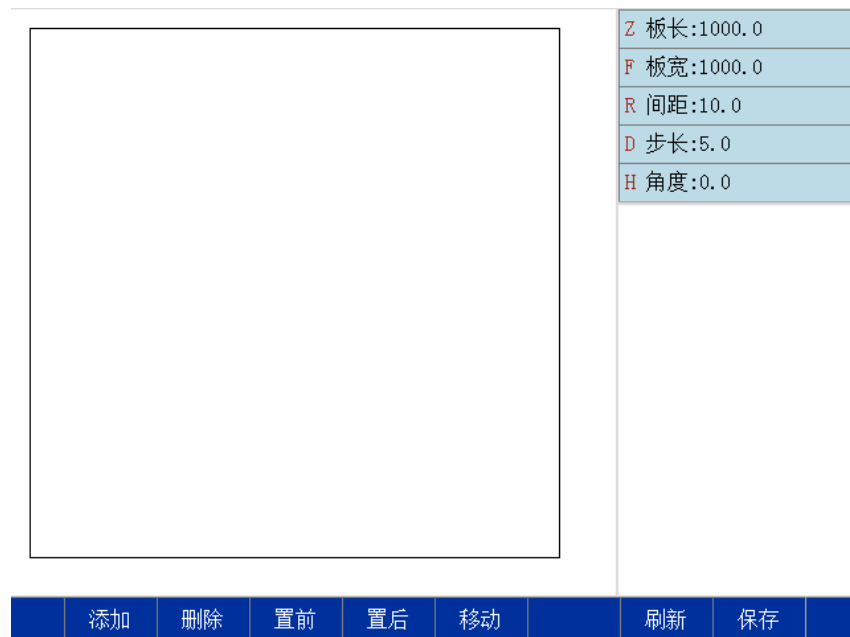 Z 板长:1000.0
F 板宽:1000.0
R 间距:10.0
D 步长:5.0
H 角度:0.0
添加 删除 置前 置后 移动 刷新 保存